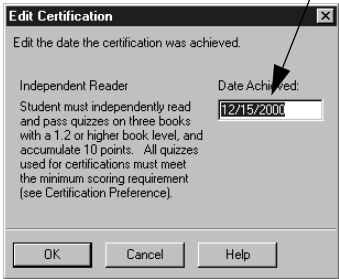 Edit Certification
Edit the date the certification was achieved.
Independent Reader
Date Achieved:
Student must independently read
and pass quizzes on three books
with a 1.2 or higher book level, and
accumulate 10 points. All quizzes
used for certifications must meet
the minimum scoring requirement
(see Certification Preference).
12/15/2000
OK
Cancel
Help